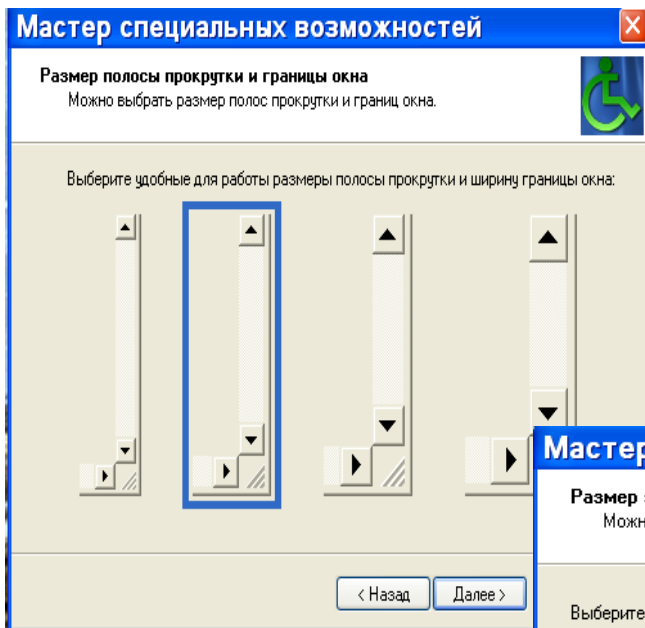 Мастер специальных возможностей
Размер полосы прокрутки и границы окна
Можно выбрать размер полос прокрутки и границ окна.
Выберите удобные для работы размеры полосы прокрутки и ширину границы окна:
< Назад
Далее >
Мастер
Размер
Выберите